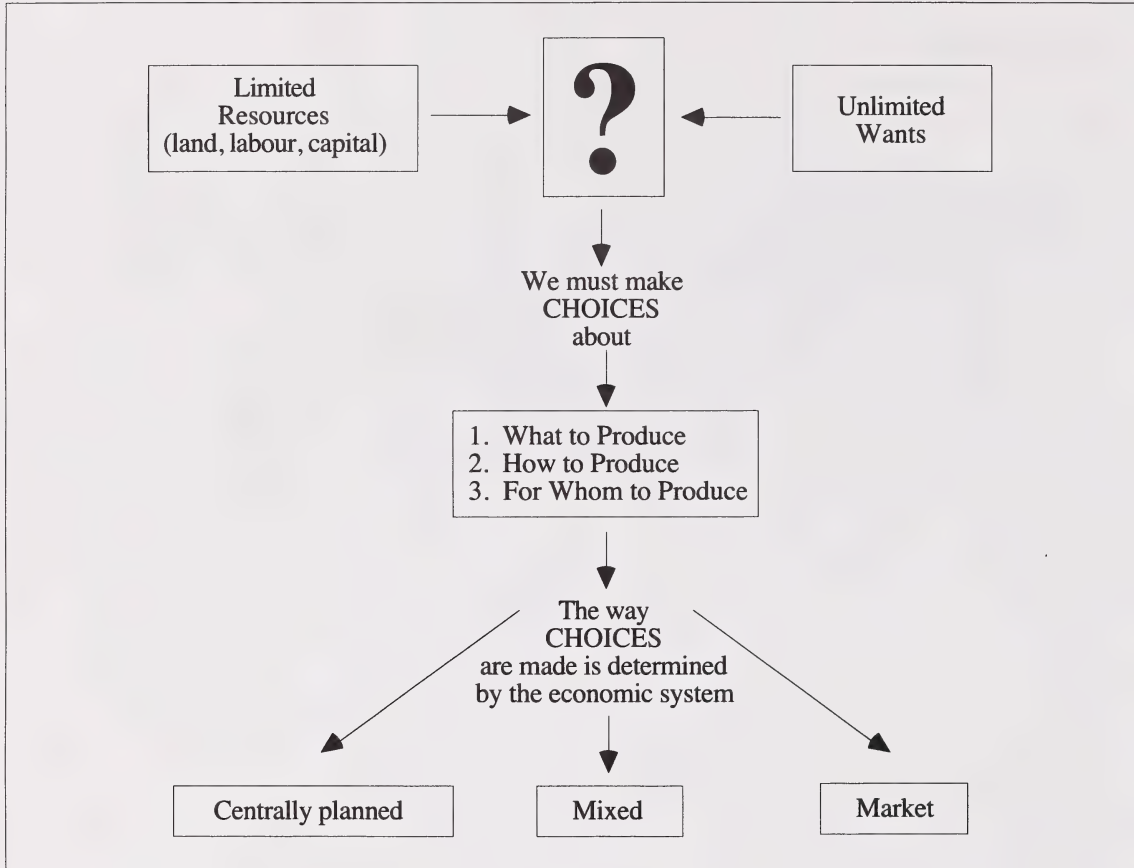 Limited
Resources
(land, labour, capital)
?
Unlimited
Wants
We must make
CHOICES
about
1. What to Produce
2. How to Produce
3. For Whom to Produce
The way
CHOICES
are made is determined
by the economic system
Centrally planned
Mixed
Market